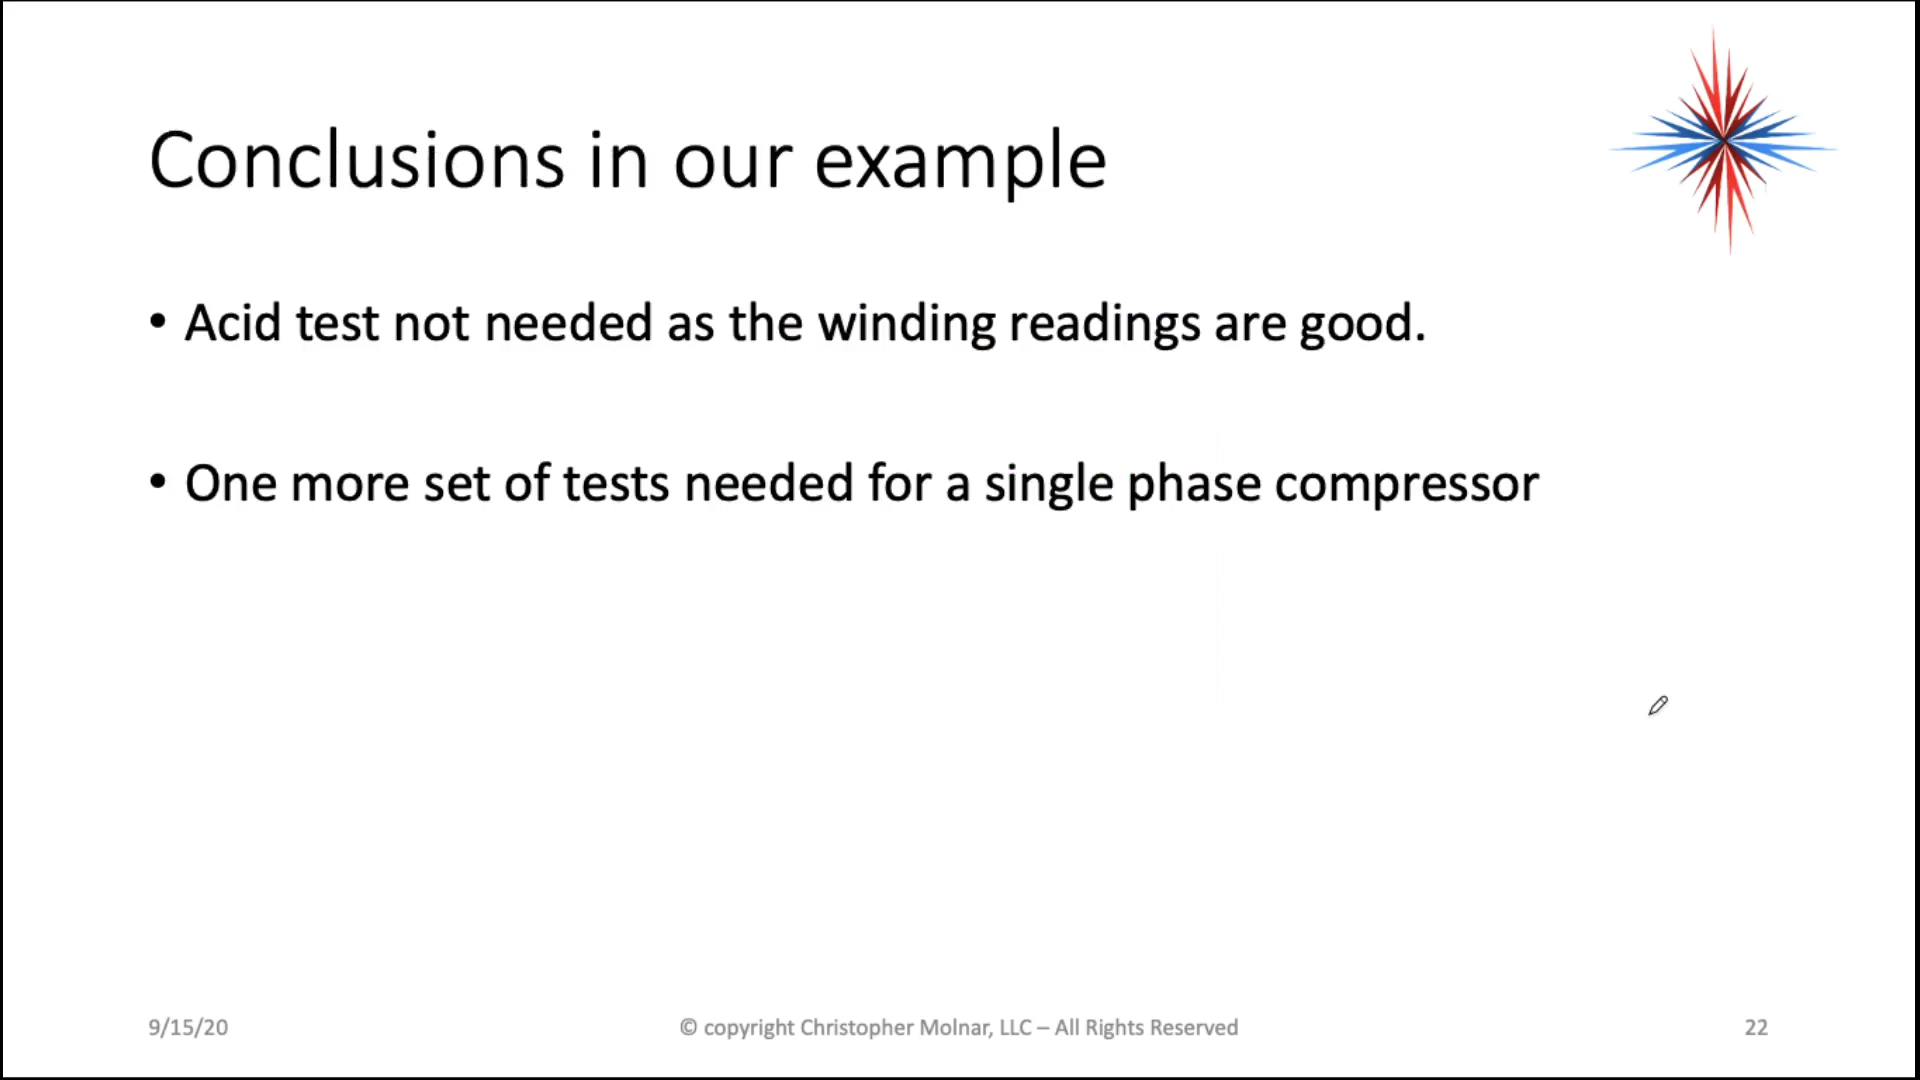 Conclusions in our example
• Acid test not needed as the winding readings are good.
• One more set of tests needed for a single phase compressor
9/15/20
© copyright Christopher Molnar, LLC – All Rights Reserved
22